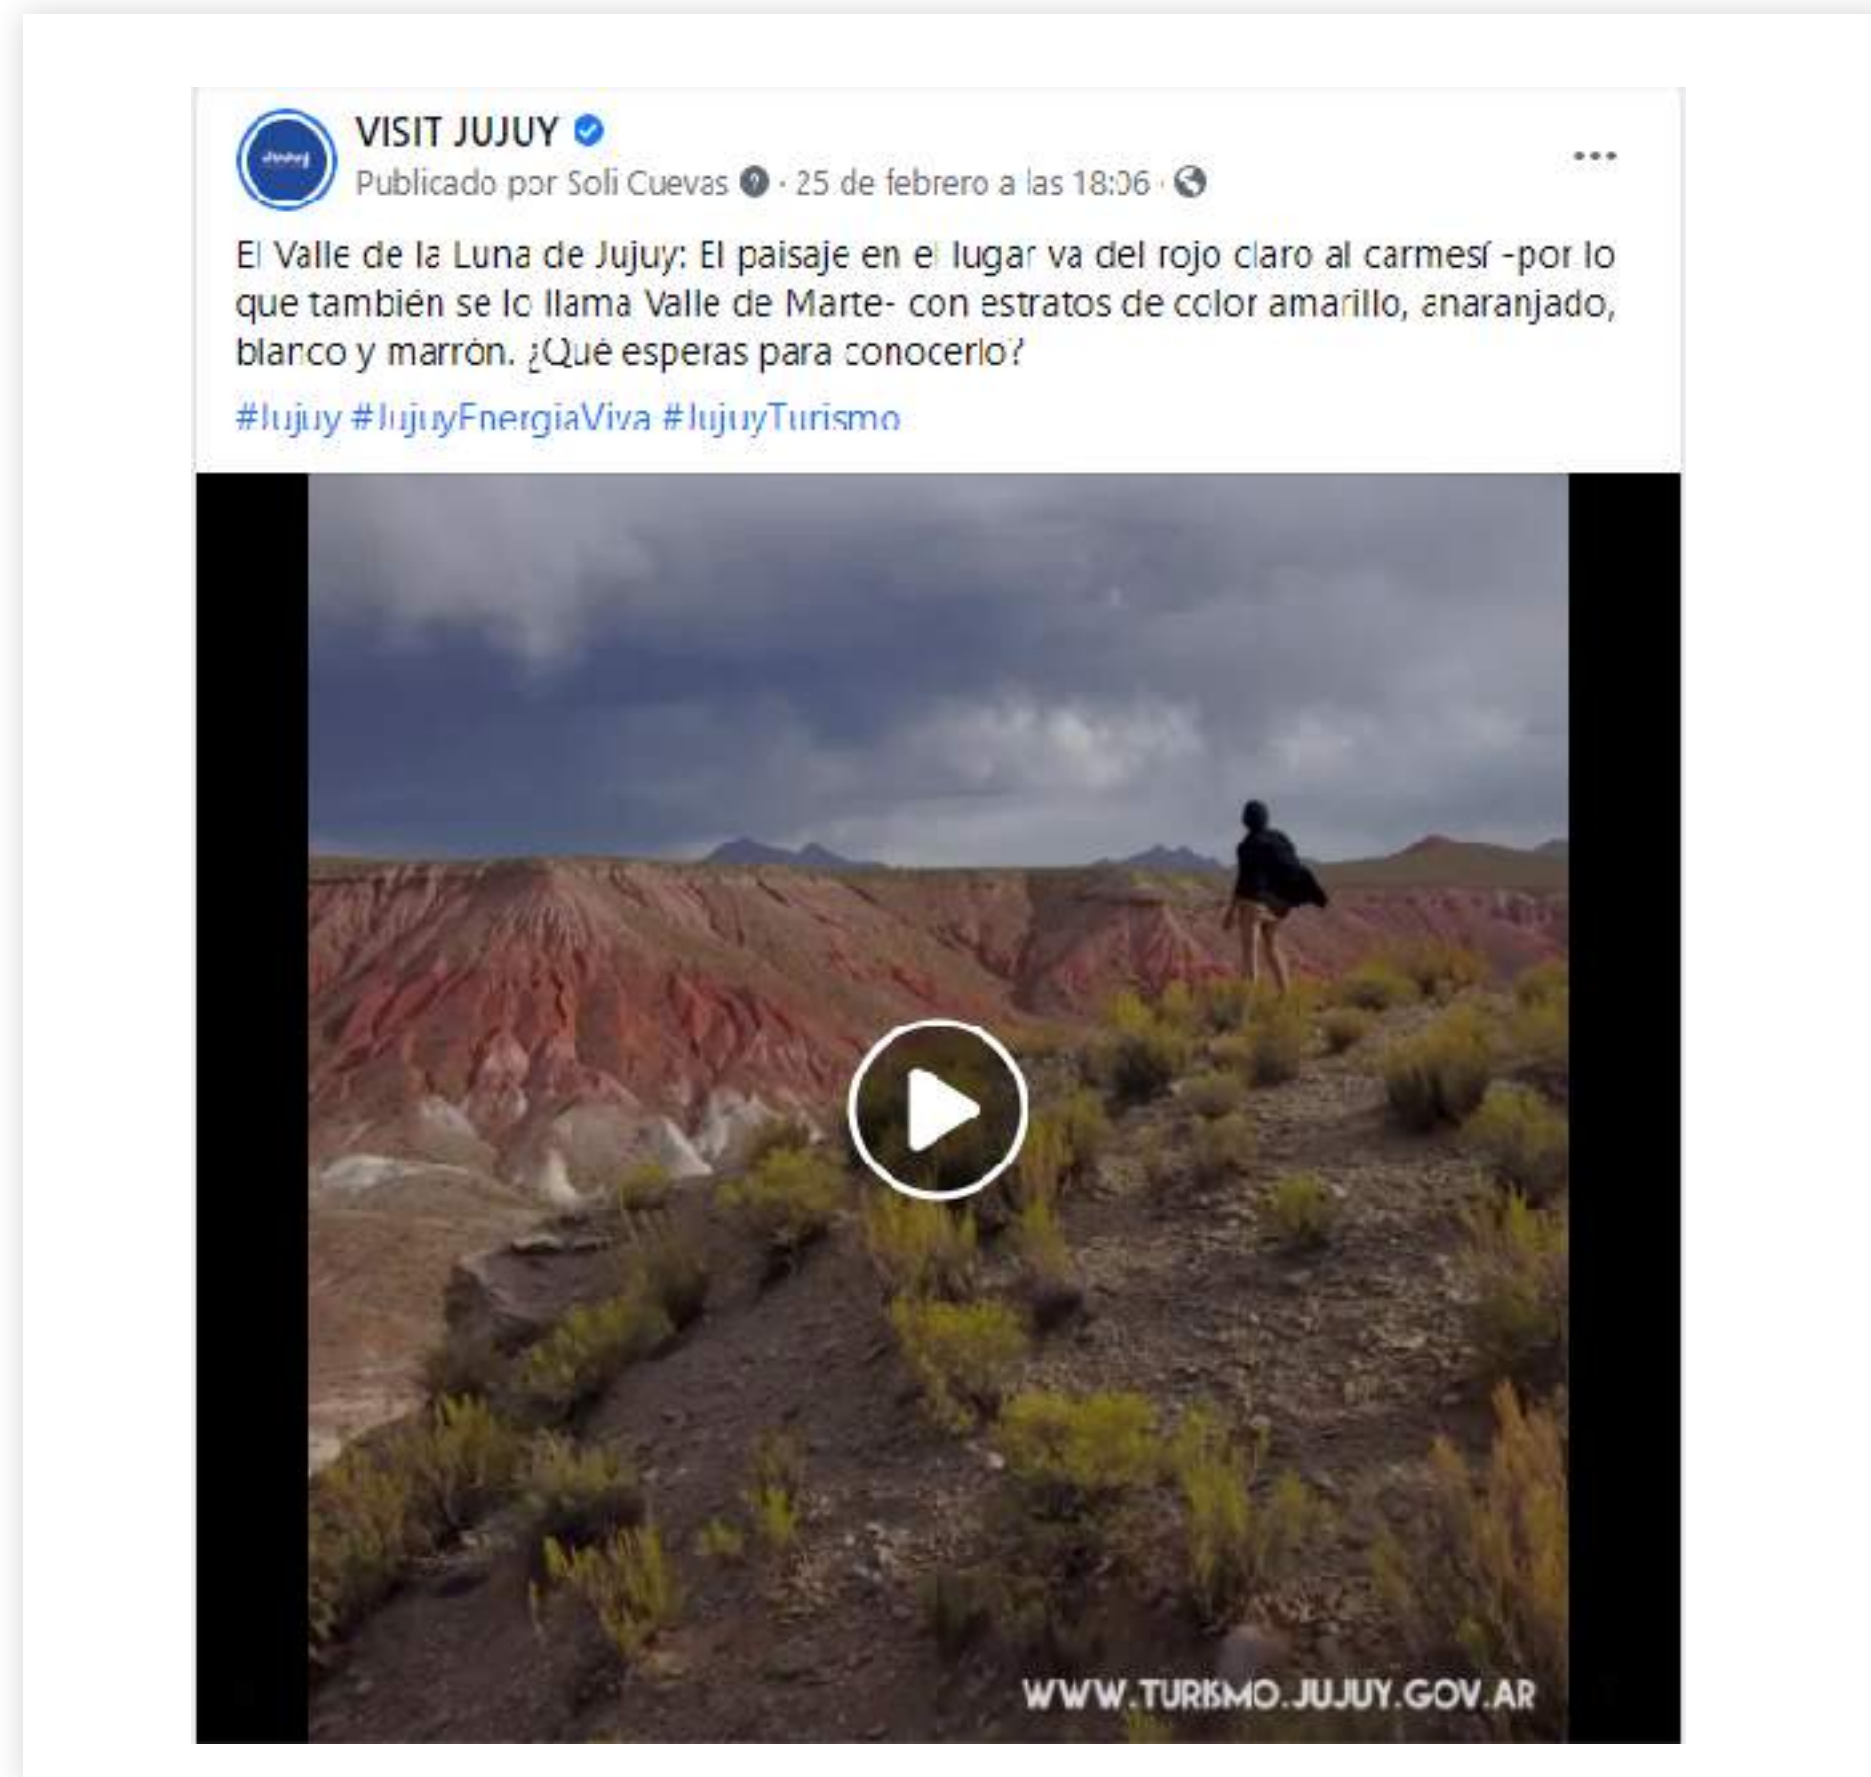 Jujuy
VISIT JUJUY
Publicado por Soli Cuevas · 25 de febrero a las 18:06 ·
El Valle de la Luna de Jujuy: El paisaje en el lugar va del rojo claro al carmesí -por lo
que también se lo llama Valle de Marte- con estratos de color amarillo, anaranjado,
blanco y marrón. ¿Qué esperas para conocerlo?
#Jujuy #JujuyEnergiaViva #JujuyTurismo
WWW.TURISMO.JUJUY.GOV.AR